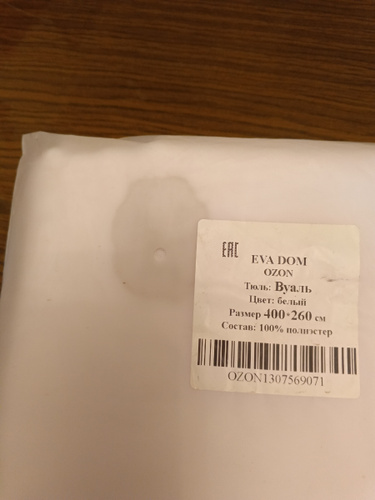 EAC
EVA DOM
OZON
Тюль: Вуаль
Цвет: белый
Размер 400*260 см
Состав: 100% полиэстер
OZON1307569071